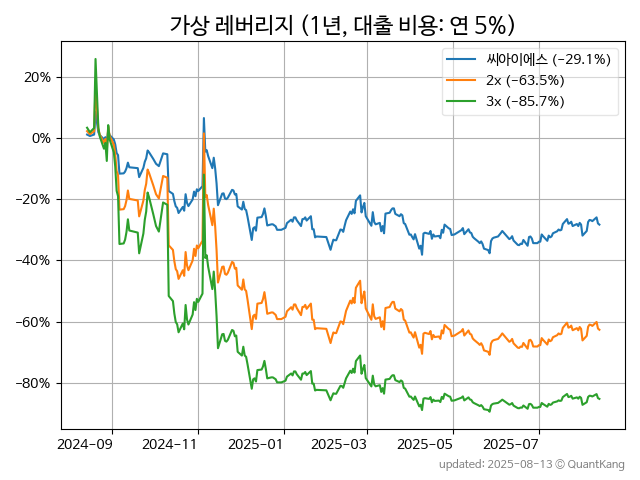 가상 레버리지 (1년, 대출 비용: 연 5%)
씨아이에스 (−29.1%)
2x (−63.5%)
3x (−85.7%)
20%
0%
−20%
−40%
−60%
−80%
2024-09 2024-11 2025-01 2025-03 2025-05 2025-07
updated: 2025-08-13 © QuantKang